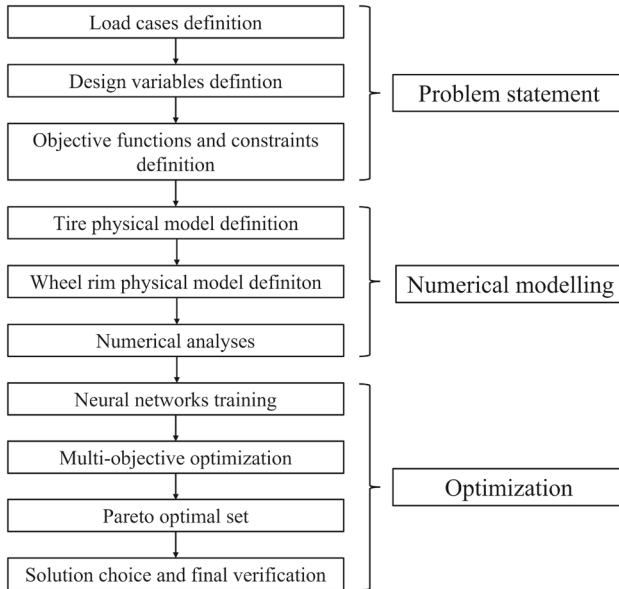 Load cases definition
Design variables defintion
Problem statement
Objective functions and constraints
definition
Tire physical model definition
Wheel rim physical model definiton
Numerical modelling
Numerical analyses
Neural networks training
Multi-objective optimization
Optimization
Pareto optimal set
Solution choice and final verification